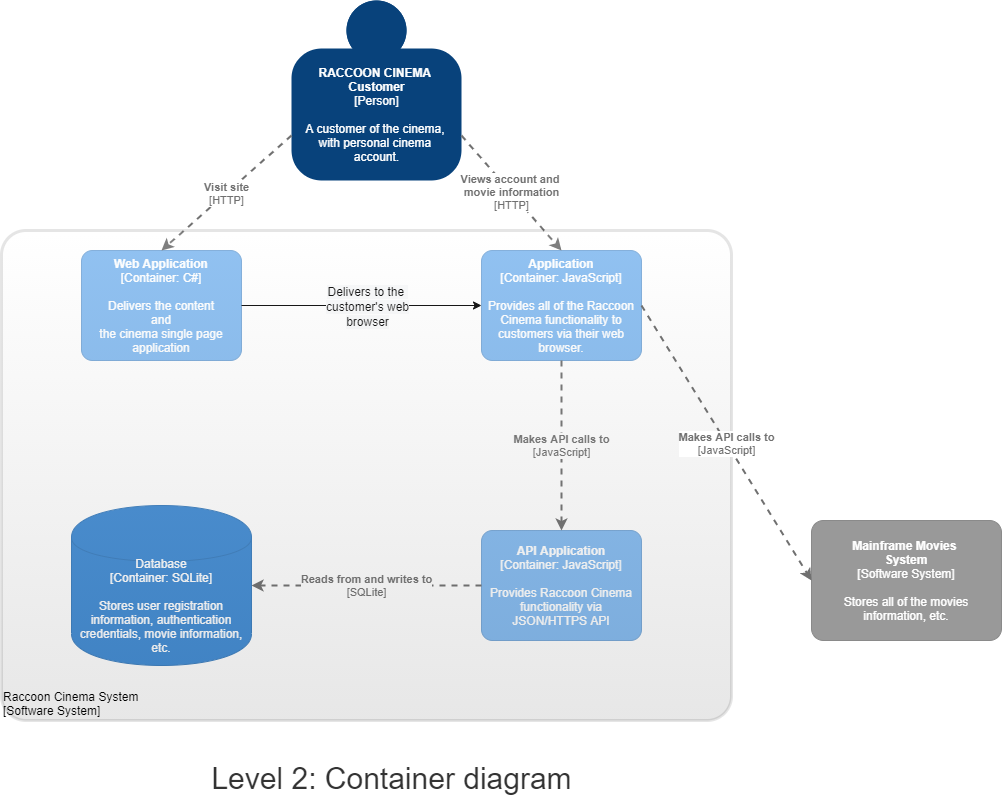 RACCOON CINEMA
Customer
[Person]
A customer of the cinema,
with personal cinema
account.
Visit site
[HTTP]
Views account and
movie information
[HTTP]
Web Application
[Container: C#]
Delivers the content
and
the cinema single page
application
Delivers to the
customer's web
browser
Application
[Container: JavaScript]
Provides all of the Raccoon
Cinema functionality to
customers via their web
browser.
Makes API calls to
[JavaScript]
Makes API calls to
[JavaScript]
Database
[Container: SQLite]
Stores user registration
information, authentication
credentials, movie information,
etc.
Reads from and writes to
[SQLite]
API Application
[Container: JavaScript]
Provides Raccoon Cinema
functionality via
JSON/HTTPS API
Mainframe Movies
System
[Software System]
Stores all of the movies
information, etc.
Raccoon Cinema System
[Software System]
Level 2: Container diagram